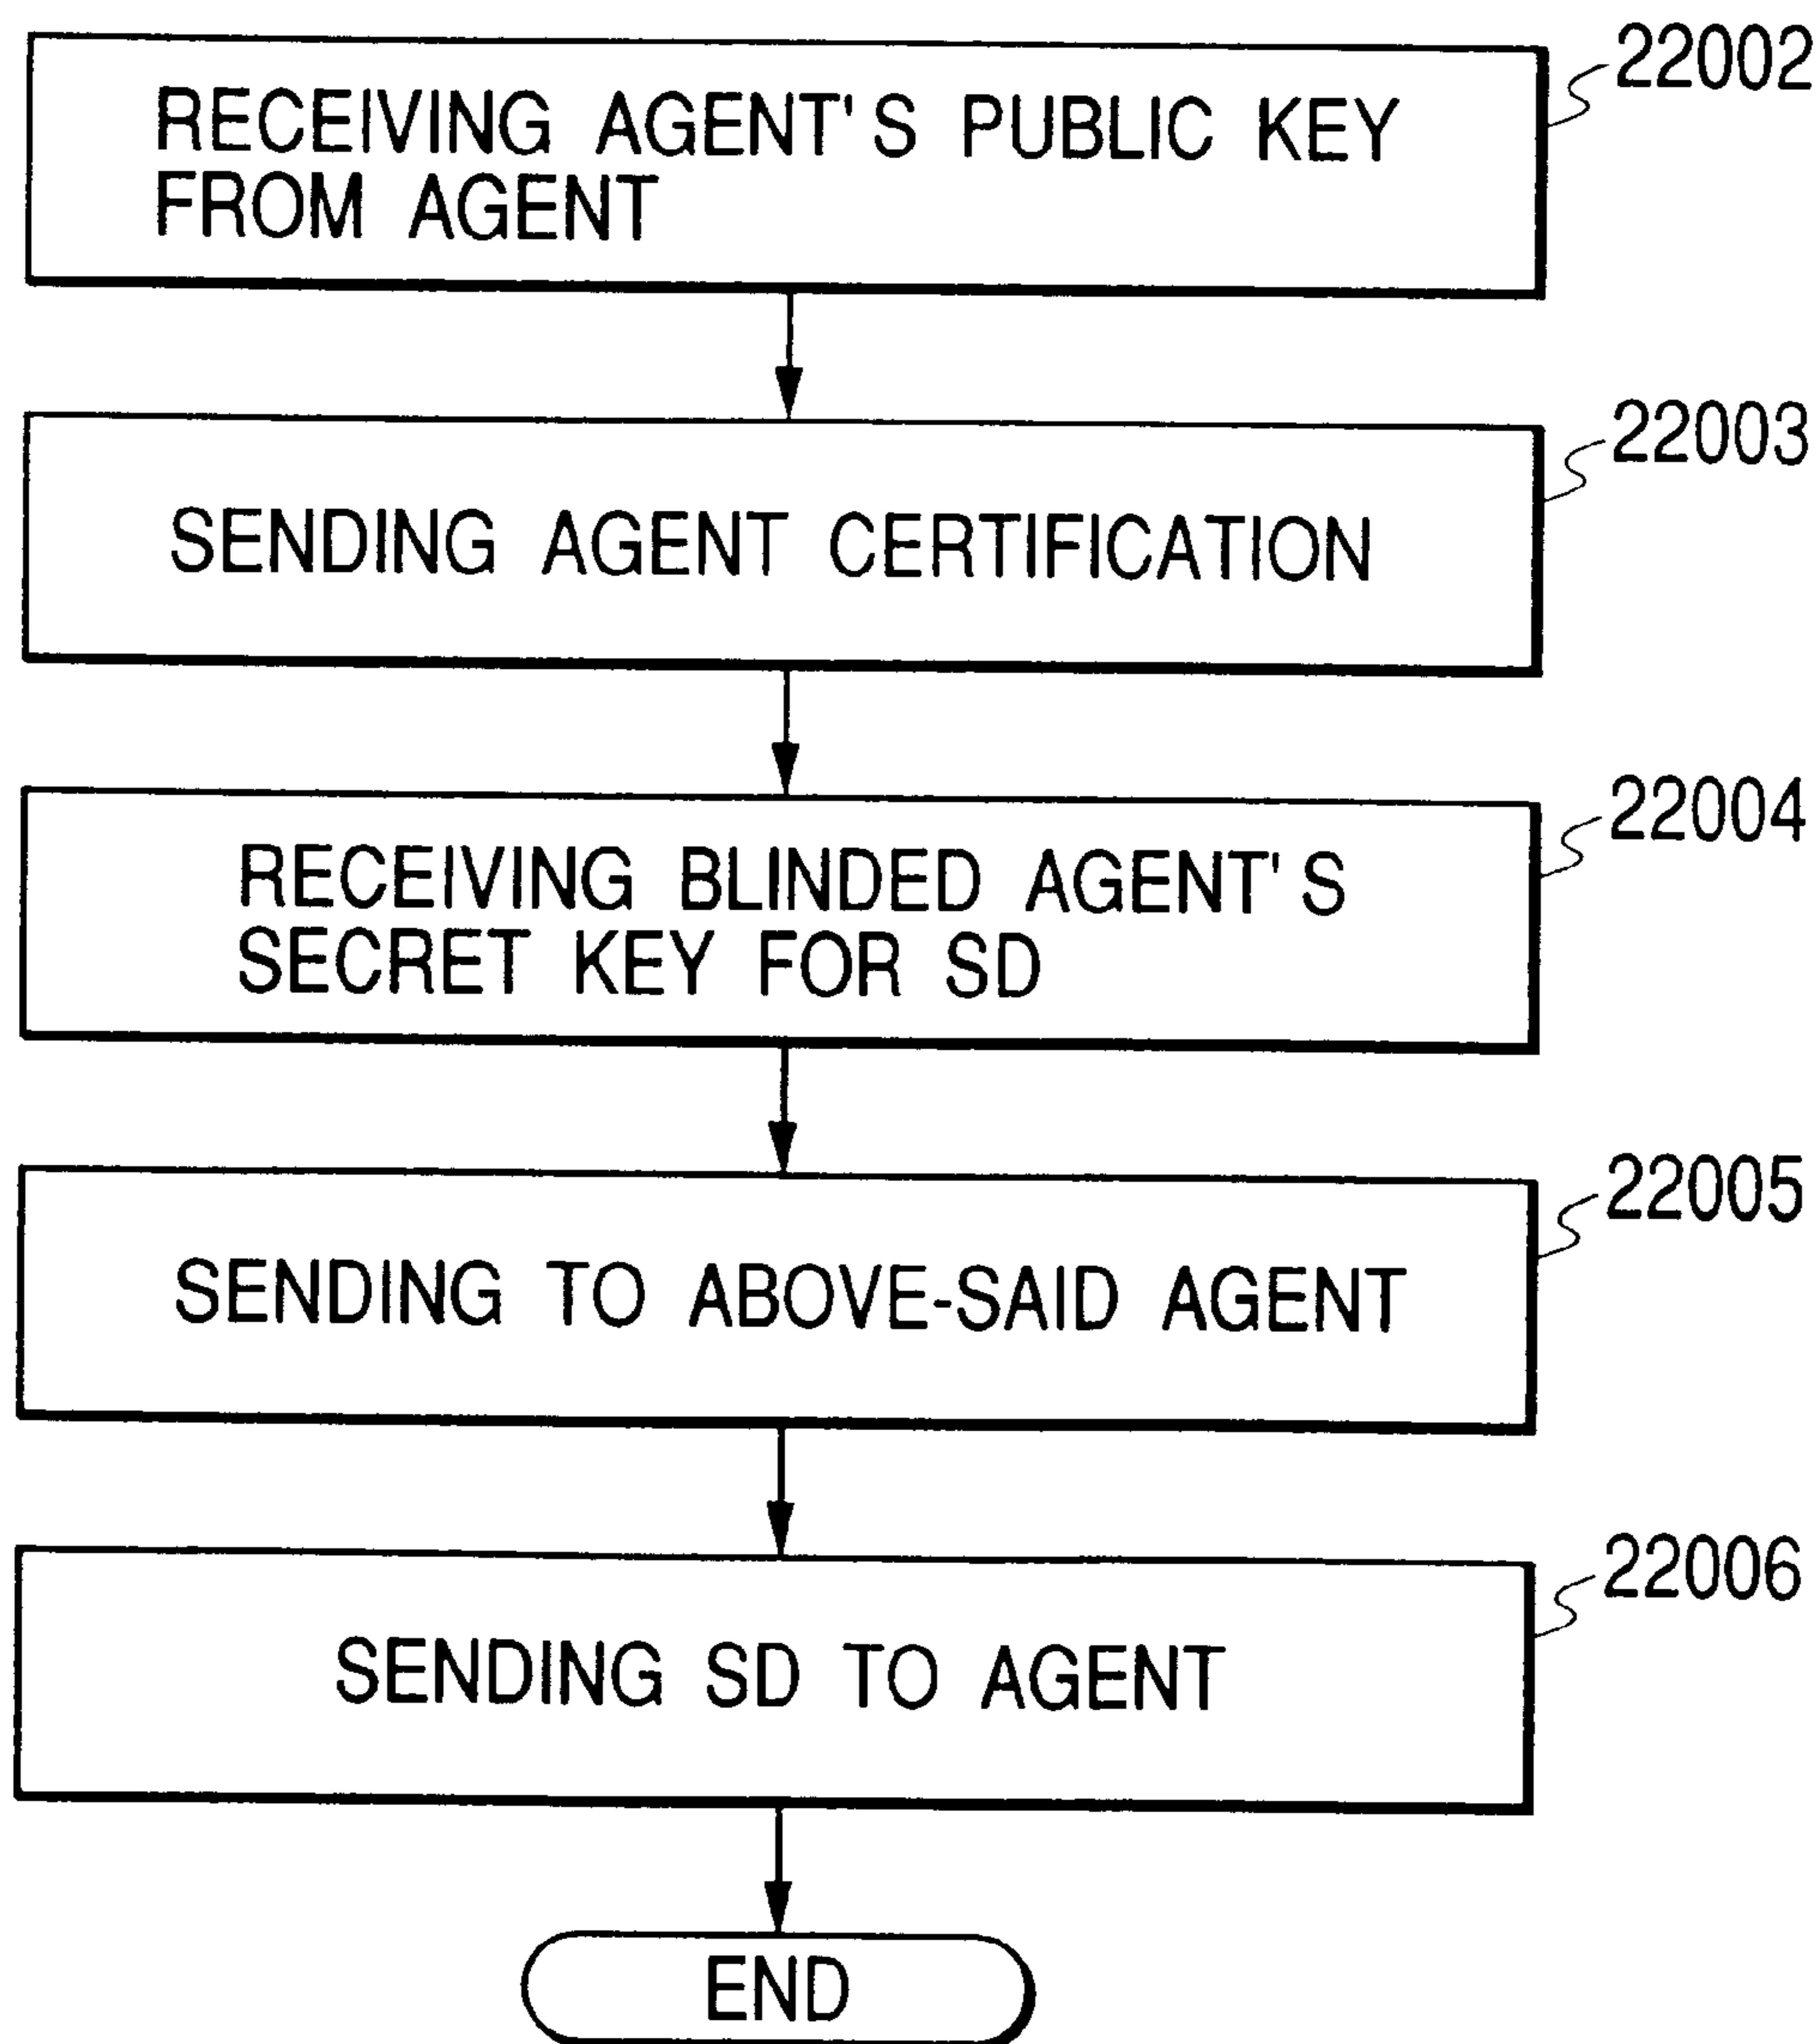 22002
RECEIVING AGENT'S PUBLIC KEY
FROM AGENT
22003
SENDING AGENT CERTIFICATION
22004
RECEIVING BLINDED AGENT'S
SECRET KEY FOR SD
22005
SENDING TO ABOVE-SAID AGENT
22006
SENDING SD TO AGENT
END